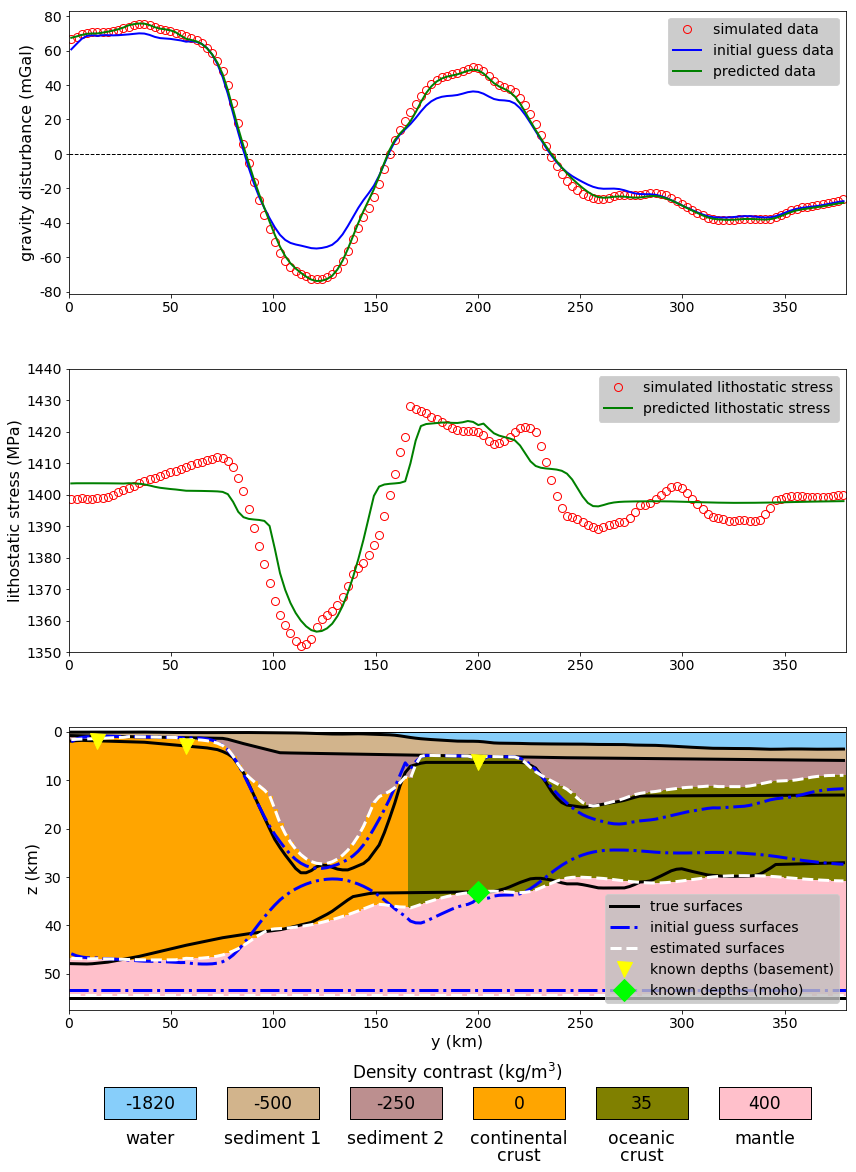 80
60
40
20
0
-20
-40
-60
-80
gravity disturbance (mGal)
simulated data
initial guess data
predicted data
0 50 100 150 200 250 300 350
1440
1430
1420
1410
1400
1390
1380
1370
1360
1350
lithostatic stress (MPa)
simulated lithostatic stress
predicted lithostatic stress
0 50 100 150 200 250 300 350
0
10
20
30
40
50
z (km)
true surfaces
initial guess surfaces
estimated surfaces
known depths (basement)
known depths (moho)
0 50 100 150 200 250 300 350
y (km)
Density contrast (kg/m³)
-1820 -500 -250 0 35 400
water sediment 1 sediment 2 continental oceanic mantle
crust crust